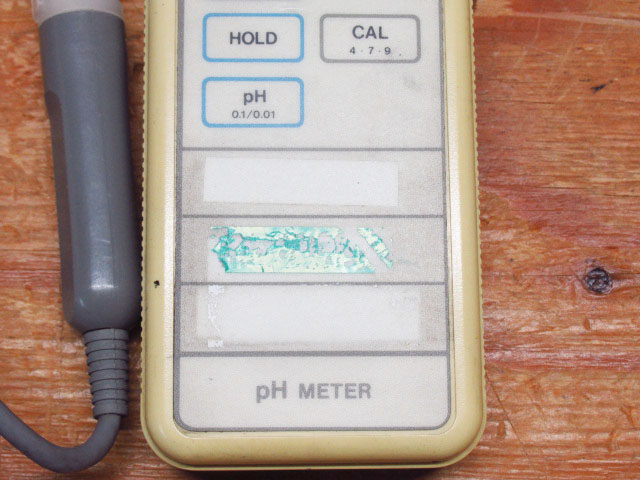 HOLD
CAL
4·7·9
pH
0.1/0.01
pH METER